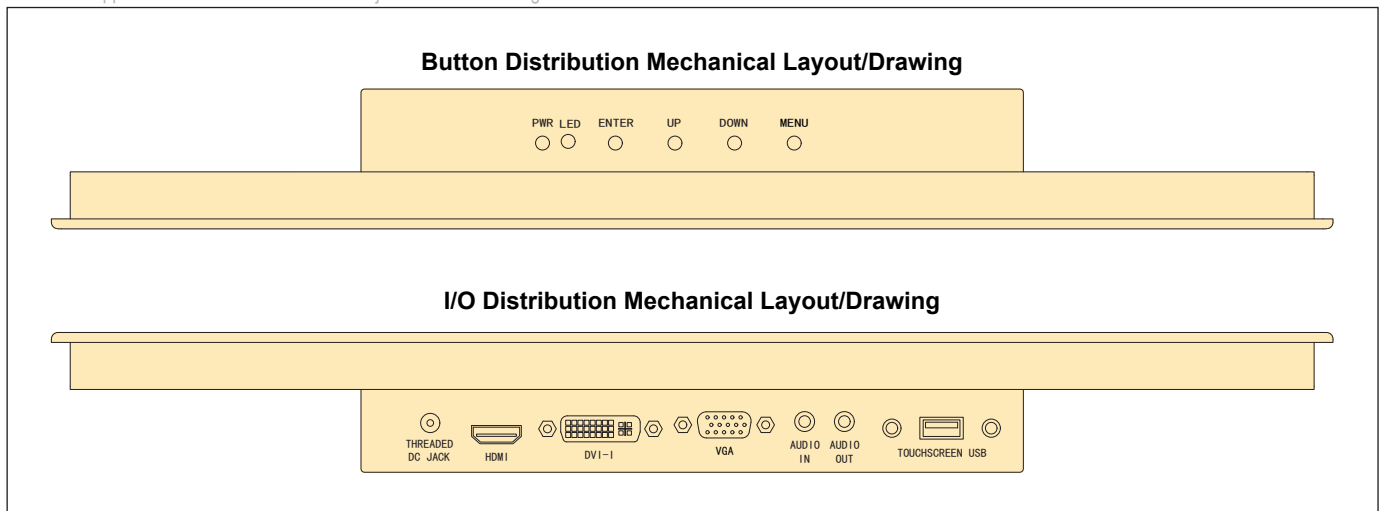 Button Distribution Mechanical Layout/Drawing
PWR LED ENTER UP DOWN MENU
I/O Distribution Mechanical Layout/Drawing
THREADED DC JACK
HDMI
DVI-I
VGA
AUDIO IN
AUDIO OUT
TOUCHSCREEN USB